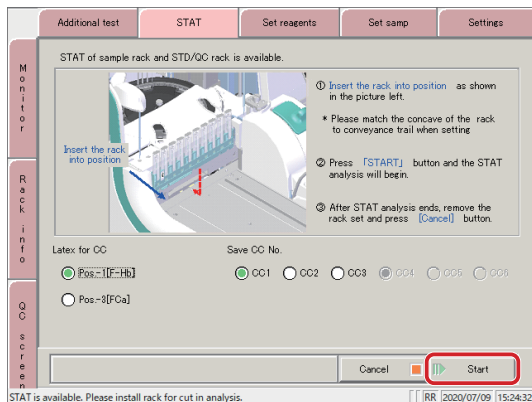 Additional test
STAT
Set reagents
Set samp
Settings
Monitor
Rack info
QC screen
STAT of sample rack and STD/QC rack is available.
Insert the rack
into position
① Insert the rack into position as shown
in the picture left.
* Please match the concave of the rack
to conveyance trail when setting
② Press 「START」 button and the STAT
analysis will begin.
③ After STAT analysis ends, remove the
rack set and press [Cancel] button.
Latex for CC
Save CC No.
Pos.-1[F-Hb]
CC1 CC2 CC3 CC4 CC5 CC6
Pos.-3[FCa]
Cancel
Start
STAT is available. Please install rack for cut in analysis.
RR 2020/07/09 15:24:32